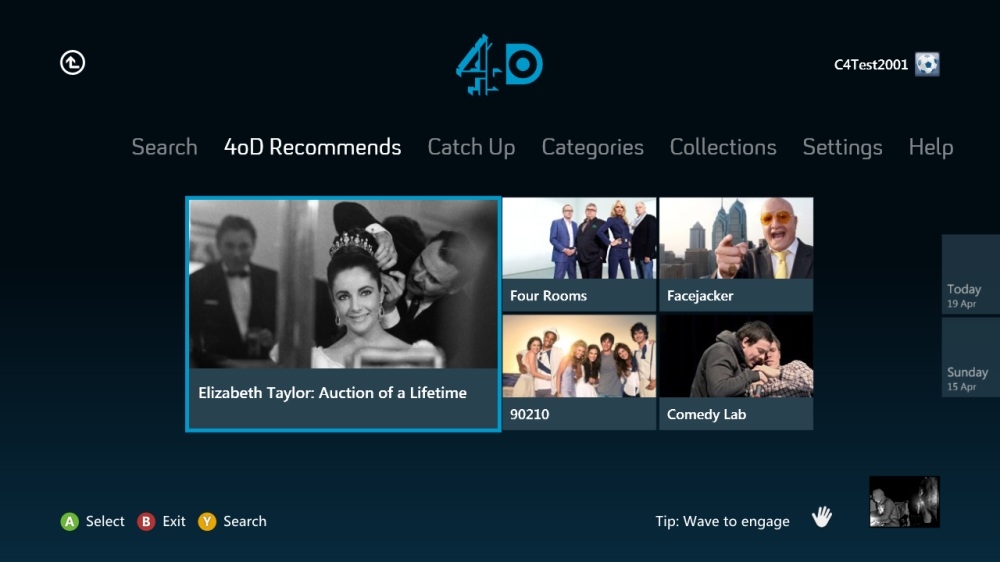 4oD
C4Test2001
Search 4oD Recommends Catch Up Categories Collections Settings Help
Elizabeth Taylor: Auction of a Lifetime
Four Rooms
Facejacker
90210
Comedy Lab
Today
19 Apr
Sunday
15 Apr
A Select B Exit Y Search
Tip: Wave to engage